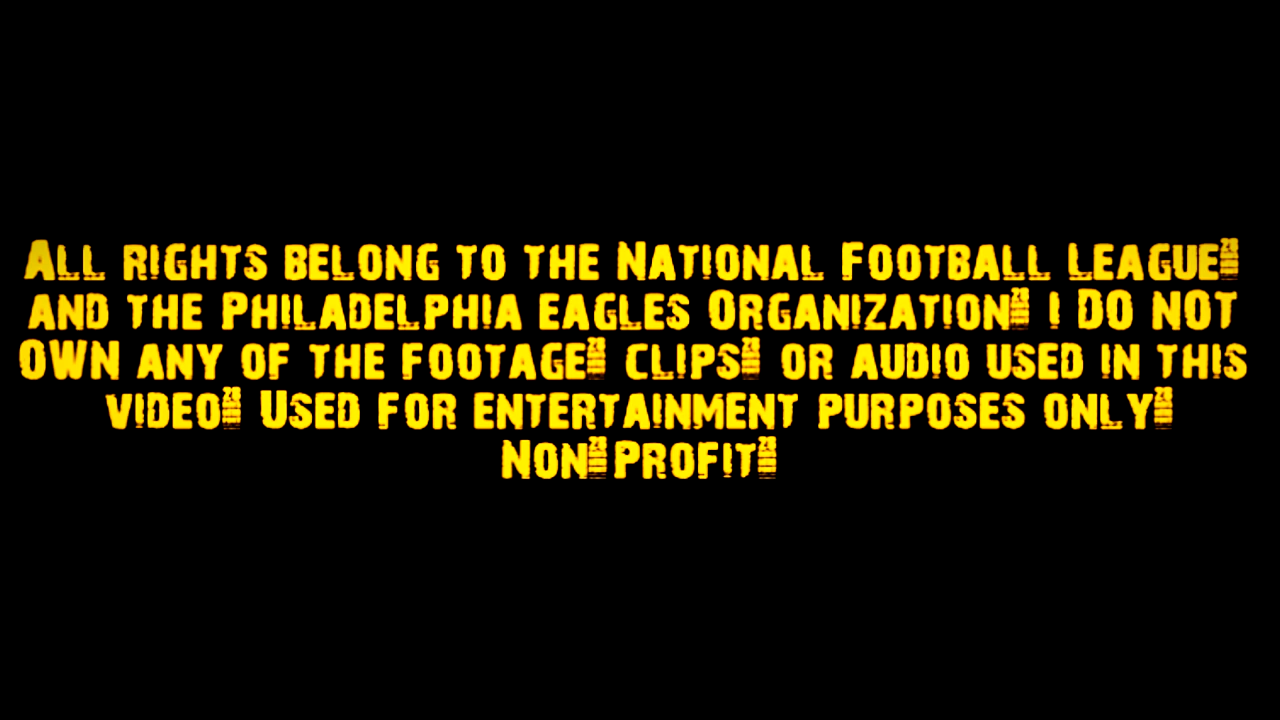 All rights belong to the National Football League
and the Philadelphia Eagles Organization I DO NOT
OWN any of the footage clips or audio used in this
video Used for entertainment purposes only
Non Profit